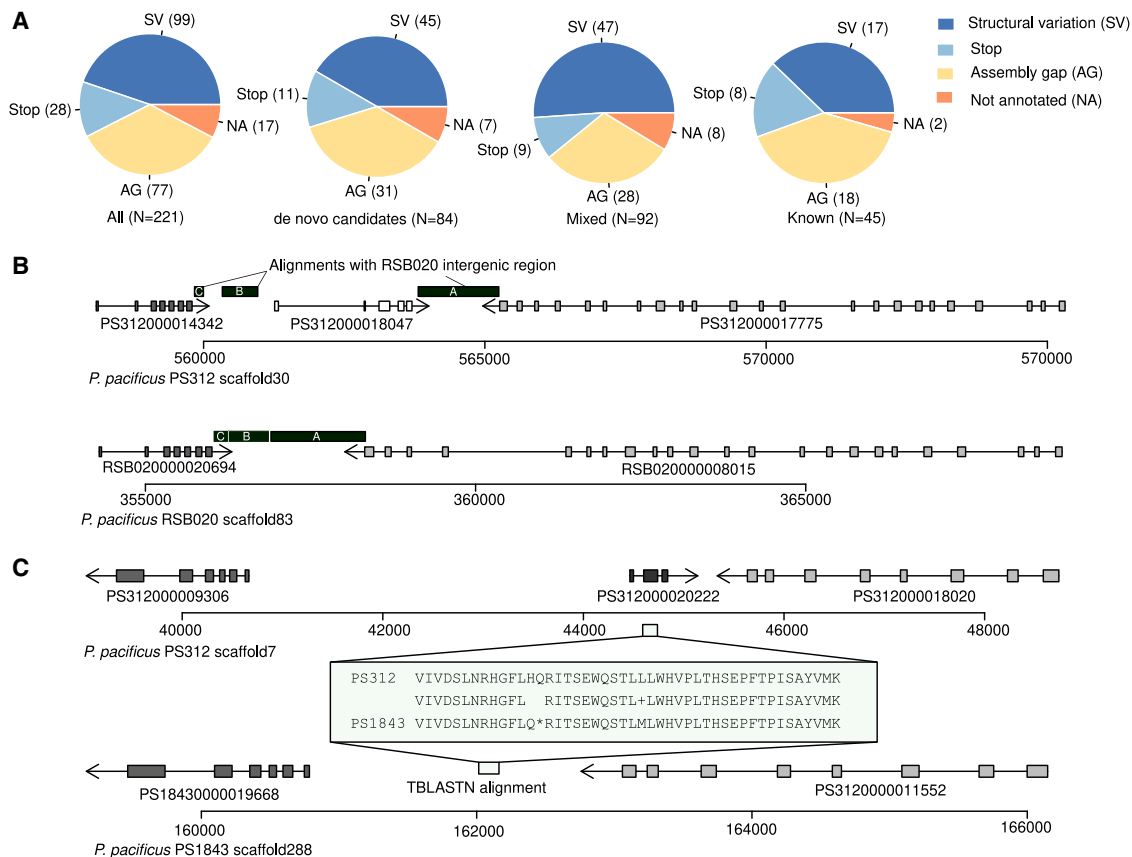 A
SV (99)
Stop (28)
NA (17)
AG (77)
All (N=221)
SV (45)
Stop (11)
NA (7)
AG (31)
de novo candidates (N=84)
SV (47)
Stop (9)
NA (8)
AG (28)
Mixed (N=92)
SV (17)
Stop (8)
NA (2)
AG (18)
Known (N=45)
Structural variation (SV)
Stop
Assembly gap (AG)
Not annotated (NA)
B
Alignments with RSB020 intergenic region
C
B
A
PS312000014342
PS312000018047
PS312000017775
560000
565000
570000
570000
P. pacificus PS312 scaffold30
C
B
A
RSB020000020694
RSB020000008015
355000
360000
365000
P. pacificus RSB020 scaffold83
C
PS312000009306
PS312000020222
PS312000018020
40000
42000
44000
46000
48000
P. pacificus PS312 scaffold7
PS312 VIVDSLNRHGFLHQRITSEWQSTLLLWHVPLTHSEPFTPISAYVMK
VIVDSLNRHGFL RITSEWQSTL+LWHVPLTHSEPFTPISAYVMK
PS1843 VIVDSLNRHGFLQ*RITSEWQSTLMLWHVPLTHSEPFTPISAYVMK
TBLASTN alignment
PS18430000019668
PS3120000011552
160000
162000
164000
166000
P. pacificus PS1843 scaffold288